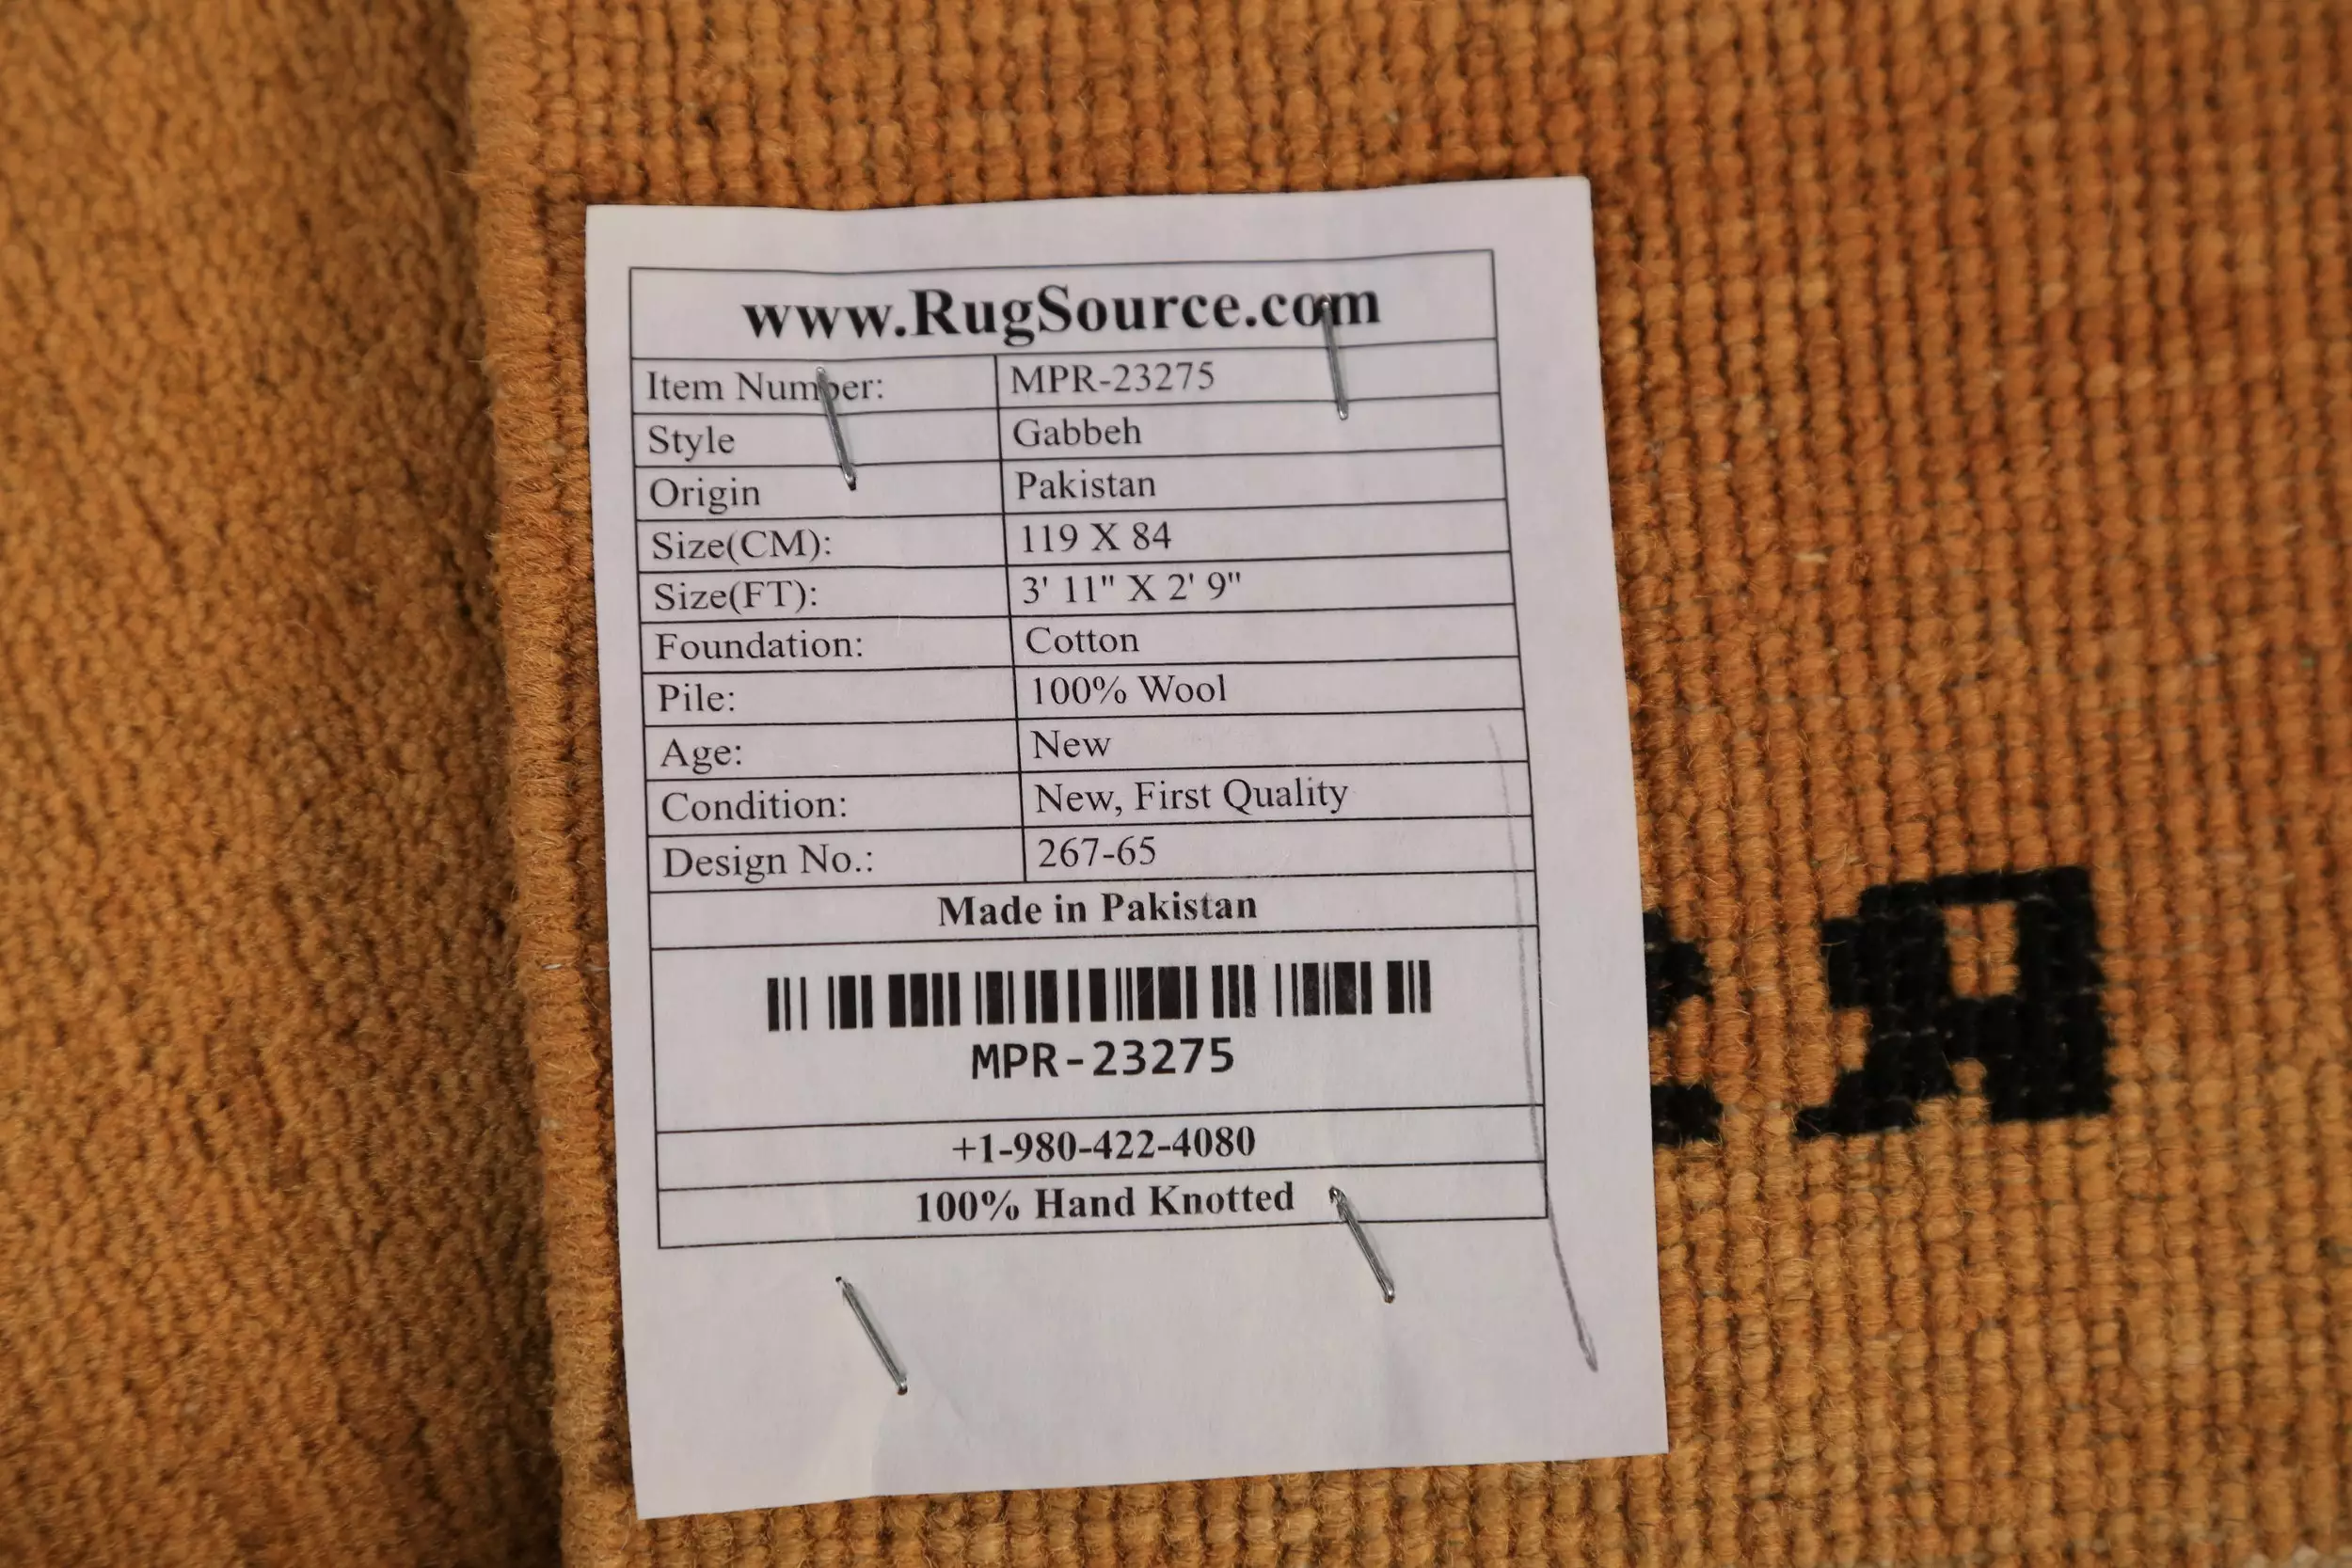 www.RugSource.com
Item Number: MPR-23275
Style Gabbeh
Origin Pakistan
Size(CM): 119 X 84
Size(FT): 3' 11" X 2' 9"
Foundation: Cotton
Pile: 100% Wool
Age: New
Condition: New, First Quality
Design No.: 267-65
Made in Pakistan
MPR-23275
+1-980-422-4080
100% Hand Knotted